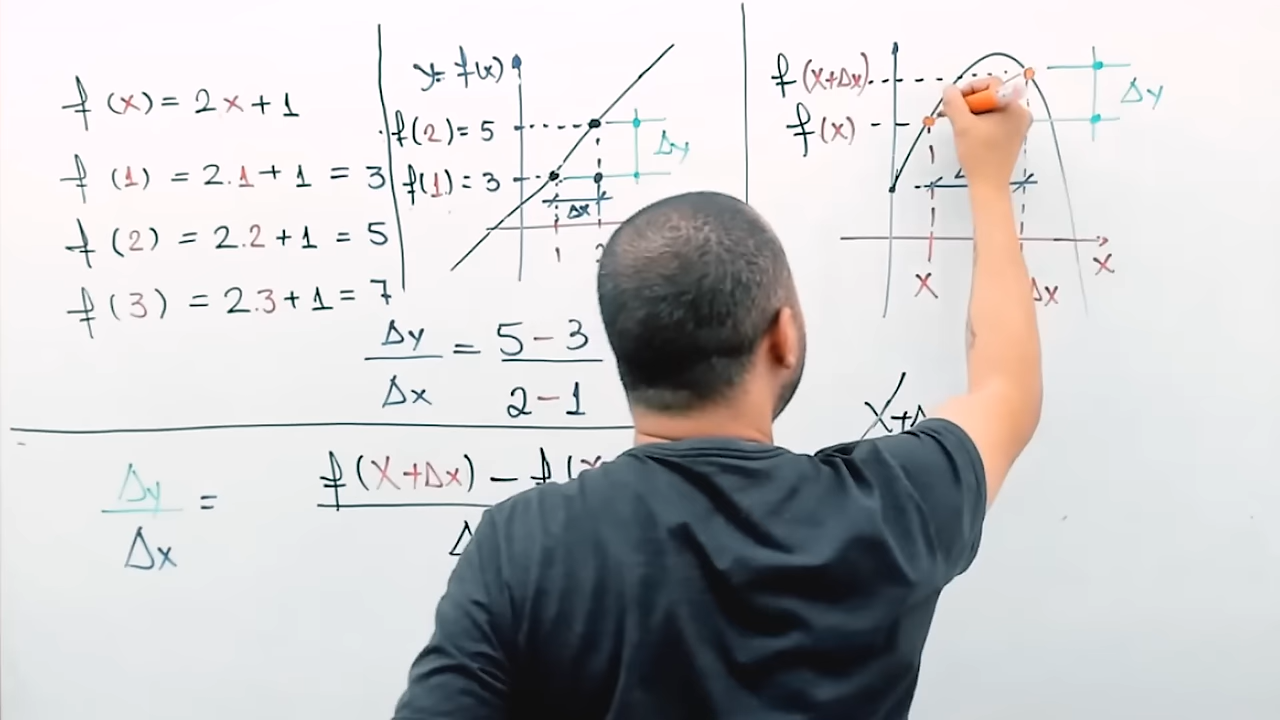 f(x) = 2x+1
f(1) = 2.1+1 = 3
f(2) = 2.2+1 = 5
f(3) = 2.3+1 = 7
y= f(x)
f(2)= 5
f(1)= 3
Δy
Δx
1
Δy = 5-3
Δx 2-1
f(x+Δx)
f(x)
Δy
x
Δx
x
x+Δ
Δy = f(x+Δx) - f(x
Δx Δ